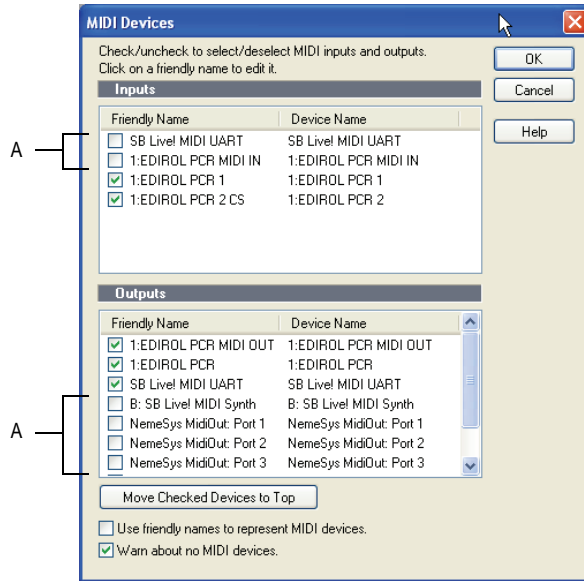 MIDI Devices
Check/uncheck to select/deselect MIDI inputs and outputs.
Click on a friendly name to edit it.
OK
Cancel
Help
Inputs
Friendly Name Device Name
A
SB Live! MIDI UART SB Live! MIDI UART
1:EDIROL PCR MIDI IN 1:EDIROL PCR MIDI IN
1:EDIROL PCR 1 1:EDIROL PCR 1
1:EDIROL PCR 2 CS 1:EDIROL PCR 2
Outputs
Friendly Name Device Name
1:EDIROL PCR MIDI OUT 1:EDIROL PCR MIDI OUT
1:EDIROL PCR 1:EDIROL PCR
SB Live! MIDI UART SB Live! MIDI UART
B: SB Live! MIDI Synth B: SB Live! MIDI Synth
A
NemeSys MidiOut: Port 1 NemeSys MidiOut: Port 1
NemeSys MidiOut: Port 2 NemeSys MidiOut: Port 2
NemeSys MidiOut: Port 3 NemeSys MidiOut: Port 3
Move Checked Devices to Top
Use friendly names to represent MIDI devices.
Warn about no MIDI devices.